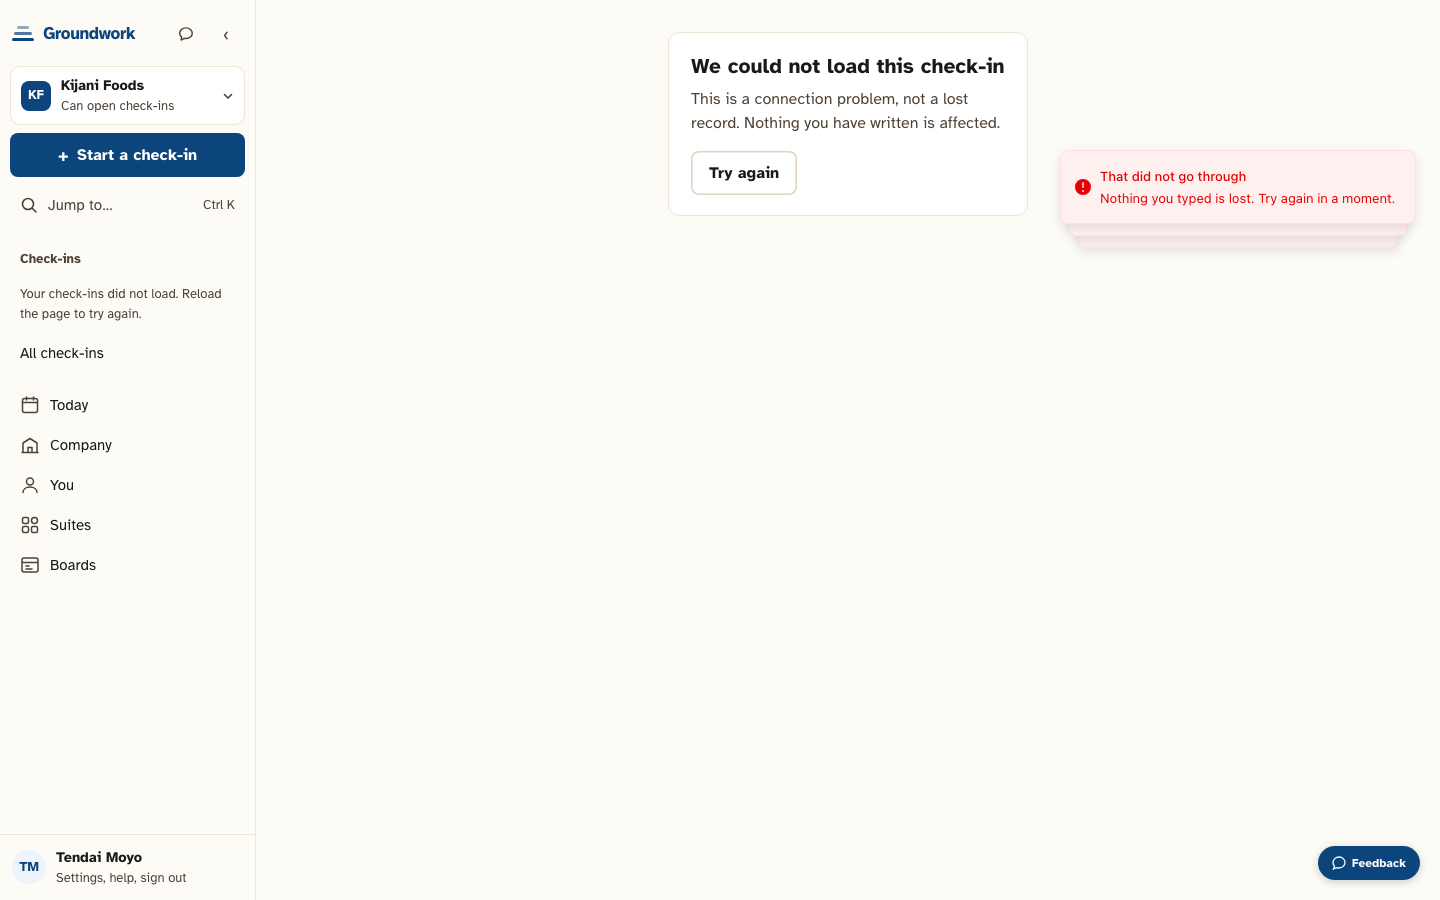 Groundwork
KF
Kijani Foods
Can open check-ins
+ Start a check-in
Jump to...
Ctrl K
Check-ins
Your check-ins did not load. Reload
the page to try again.
All check-ins
Today
Company
You
Suites
Boards
TM
Tendai Moyo
Settings, help, sign out
We could not load this check-in
This is a connection problem, not a lost
record. Nothing you have written is affected.
Try again
That did not go through
Nothing you typed is lost. Try again in a moment.
Feedback